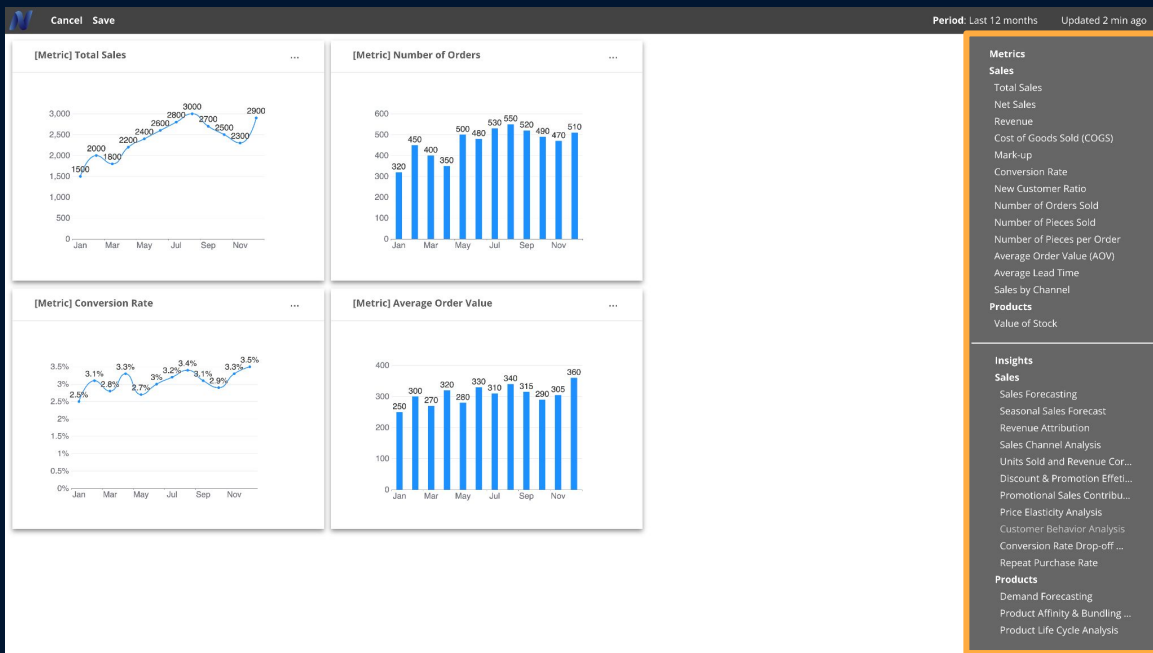 Cancel Save
Period: Last 12 months Updated 2 min ago
[Metric] Total Sales ...
3,000
2,500
2,000
1,500
1,000
500
0
1500 2000 1800 2200 2400 2600 2800 3000 2700 2500 2300 2900
Jan Mar May Jul Sep Nov
[Metric] Number of Orders ...
600
500
400
300
200
100
0
320 450 400 350 500 480 530 550 520 490 470 510
Jan Mar May Jul Sep Nov
[Metric] Conversion Rate ...
3.5%
3%
2.5%
2%
1.5%
1%
0.5%
0%
2.5% 3.1% 2.8% 3.3% 2.7% 3% 3.2% 3.4% 3.1% 2.9% 3.3% 3.5%
Jan Mar May Jul Sep Nov
[Metric] Average Order Value ...
400
300
200
100
0
250 300 270 320 280 330 310 340 315 290 305 360
Jan Mar May Jul Sep Nov
Metrics
Sales
Total Sales
Net Sales
Revenue
Cost of Goods Sold (COGS)
Mark-up
Conversion Rate
New Customer Ratio
Number of Orders Sold
Number of Pieces Sold
Number of Pieces per Order
Average Order Value (AOV)
Average Lead Time
Sales by Channel
Products
Value of Stock
Insights
Sales
Sales Forecasting
Seasonal Sales Forecast
Revenue Attribution
Sales Channel Analysis
Units Sold and Revenue Cor...
Discount & Promotion Effeti...
Promotional Sales Contribu...
Price Elasticity Analysis
Customer Behavior Analysis
Conversion Rate Drop-off ...
Repeat Purchase Rate
Products
Demand Forecasting
Product Affinity & Bundling ...
Product Life Cycle Analysis